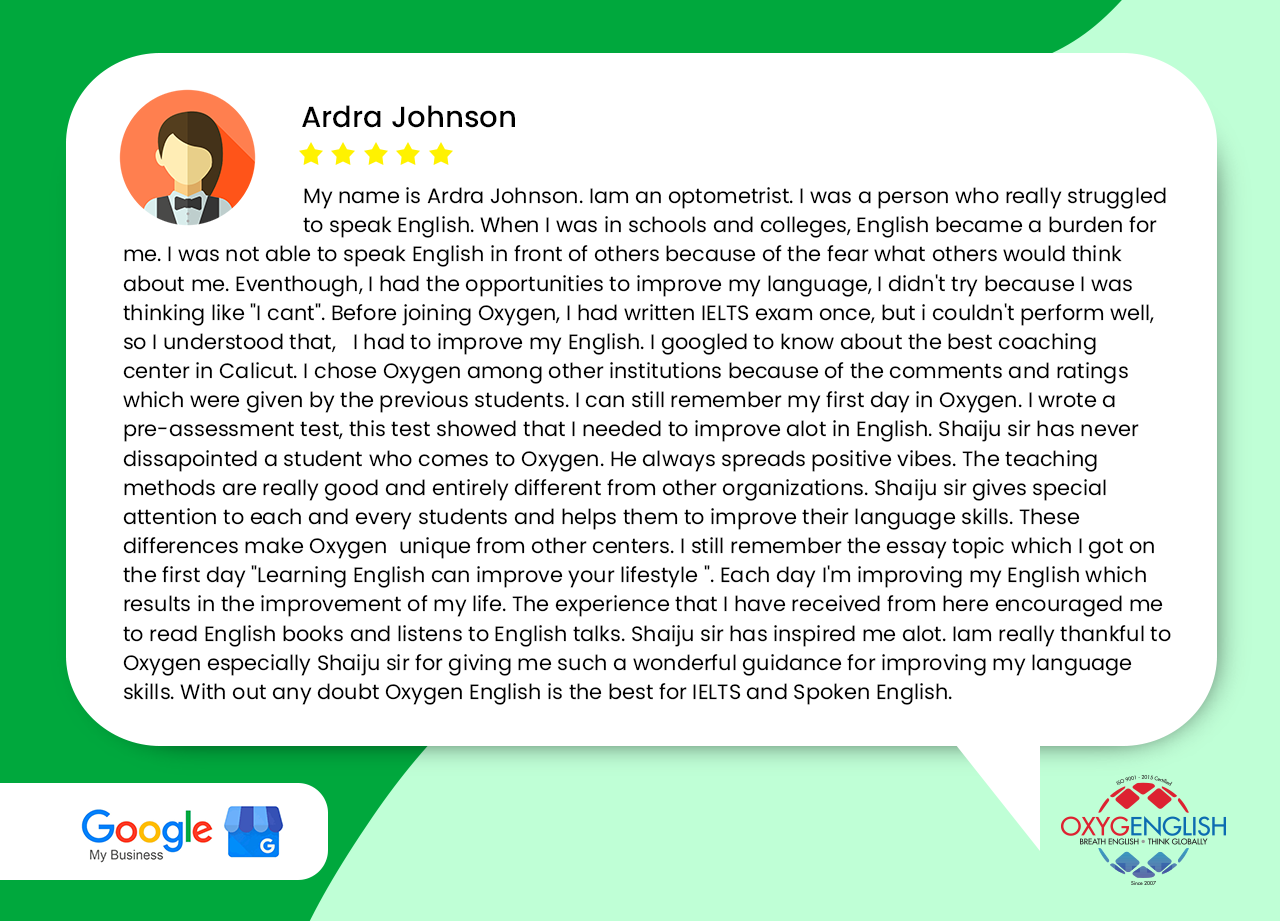 Ardra Johnson
My name is Ardra Johnson. Iam an optometrist. I was a person who really struggled
to speak English. When I was in schools and colleges, English became a burden for
me. I was not able to speak English in front of others because of the fear what others would think
about me. Eventhough, I had the opportunities to improve my language, I didn't try because I was
thinking like "I cant". Before joining Oxygen, I had written IELTS exam once, but i couldn't perform well,
so I understood that,   I had to improve my English. I googled to know about the best coaching
center in Calicut. I chose Oxygen among other institutions because of the comments and ratings
which were given by the previous students. I can still remember my first day in Oxygen. I wrote a
pre-assessment test, this test showed that I needed to improve alot in English. Shaiju sir has never
dissapointed a student who comes to Oxygen. He always spreads positive vibes. The teaching
methods are really good and entirely different from other organizations. Shaiju sir gives special
attention to each and every students and helps them to improve their language skills. These
differences make Oxygen  unique from other centers. I still remember the essay topic which I got on
the first day "Learning English can improve your lifestyle ". Each day I'm improving my English which
results in the improvement of my life. The experience that I have received from here encouraged me
to read English books and listens to English talks. Shaiju sir has inspired me alot. Iam really thankful to
Oxygen especially Shaiju sir for giving me such a wonderful guidance for improving my language
skills. With out any doubt Oxygen English is the best for IELTS and Spoken English.
Google
My Business
G
ISO 9001 - 2015 Certified
OXYGENGLISH
BREATH ENGLISH • THINK GLOBALLY
Since 2007